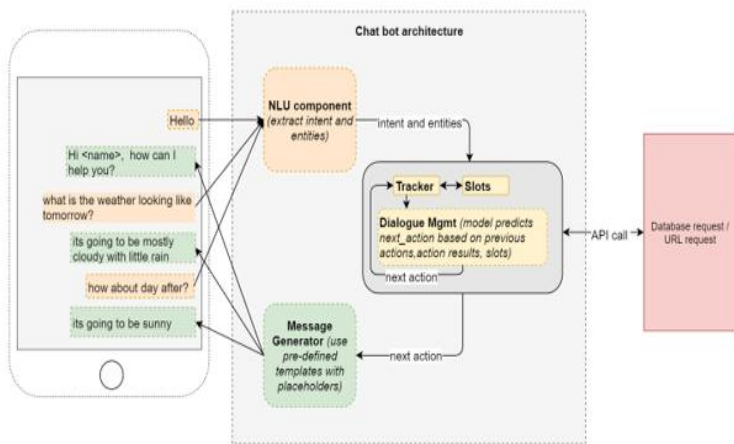 Chat bot architecture
Hello
Hi <name>, how can I
help you?
what is the weather looking like
tomorrow?
its going to be mostly
cloudy with little rain
how about day after?
its going to be sunny
NLU component
(extract intent and
entities)
intent and entities
Tracker
Slots
Dialogue Mgmt (model predicts
next_action based on previous
actions,action results, slots)
next action
API call
Database request /
URL request
Message
Generator (use
pre-defined
templates with
placeholders)
next action